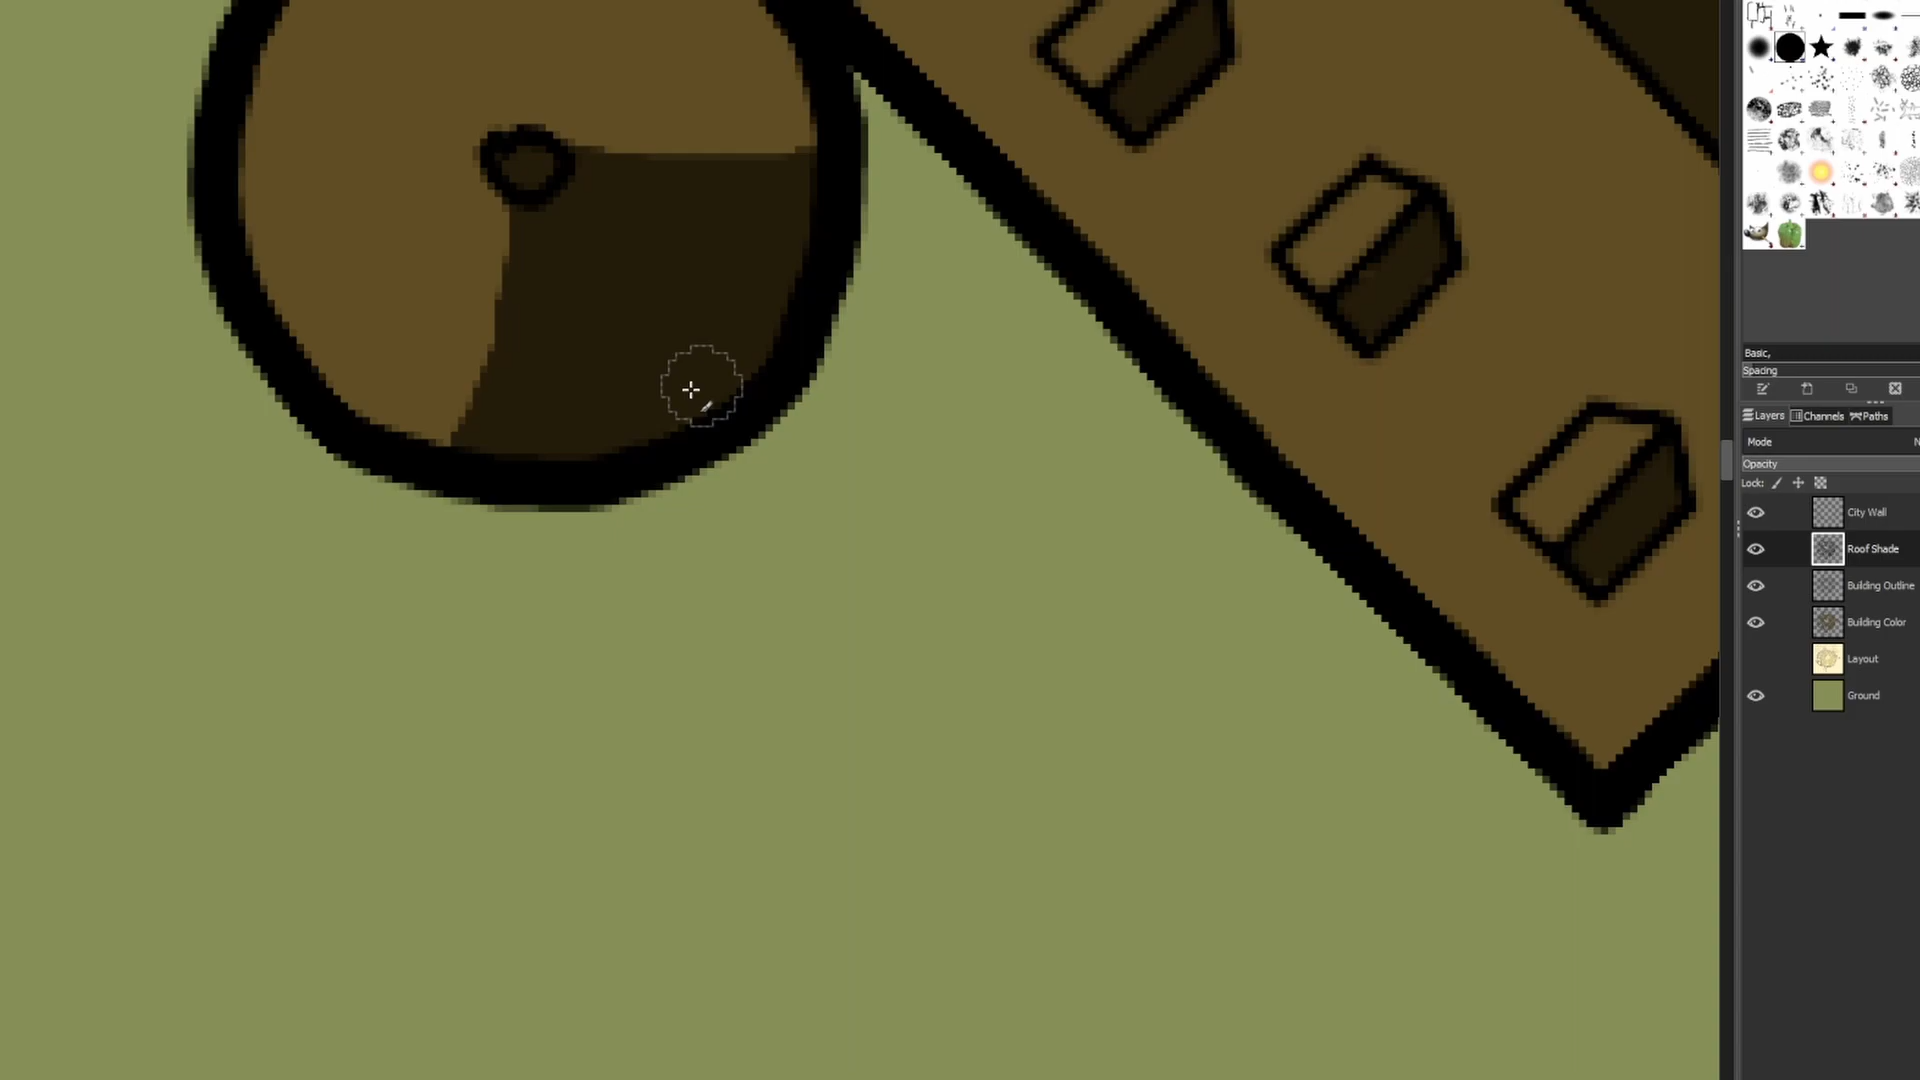 Basic,
Spacing
Layers Channels Paths
Mode N
Opacity
Lock:
City Wall
Roof Shade
Building Outline
Building Color
Layout
Ground